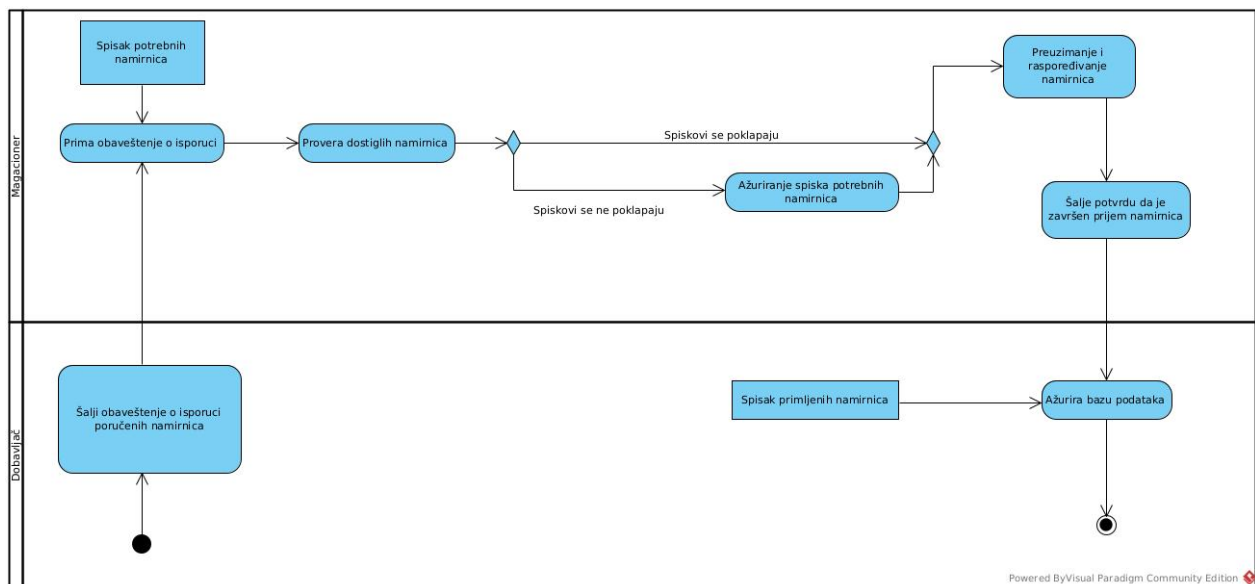 Magacioner
Spisak potrebnih
namirnica
Prima obaveštenje o isporuci
Provera dostiglih namirnica
Spiskovi se poklapaju
Spiskovi se ne poklapaju
Ažuriranje spiska potrebnih
namirnica
Preuzimanje i
raspoređivanje
namirnica
Šalje potvrdu da je
završen prijem namirnica
Dobavljač
Šalji obaveštenje o isporuci
poručenih namirnica
Spisak primljenih namirnica
Ažurira bazu podataka
Powered ByVisual Paradigm Community Edition